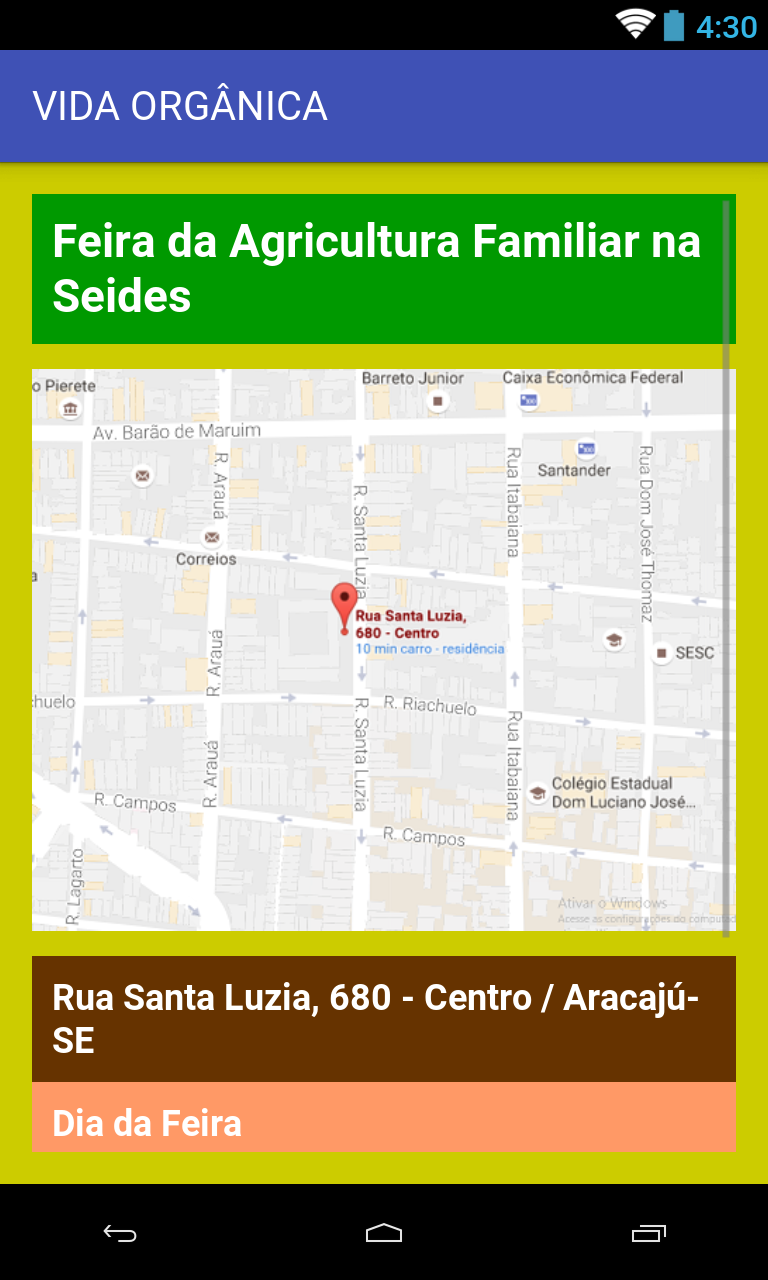 4:30
VIDA ORGÂNICA
Feira da Agricultura Familiar na
Seides
o Pierete
Barreto Junior
Caixa Econômica Federal
Av. Barão de Maruim
Santander
R. Arauá
R. Santa Luzia
Rua Itabaiana
Rua Dom José Thomaz
Correios
a
Rua Santa Luzia,
680 - Centro
10 min carro - residência
SESC
R. Arauá
chuelo
R. Riachuelo
R. Santa Luzia
Rua Itabaiana
R. Arauá
Colégio Estadual
Dom Luciano José...
R. Campos
R. Campos
R. Lagarto
Ativar o Windows
Acesse as configurações do computad
Rua Santa Luzia, 680 - Centro / Aracajú-
SE
Dia da Feira